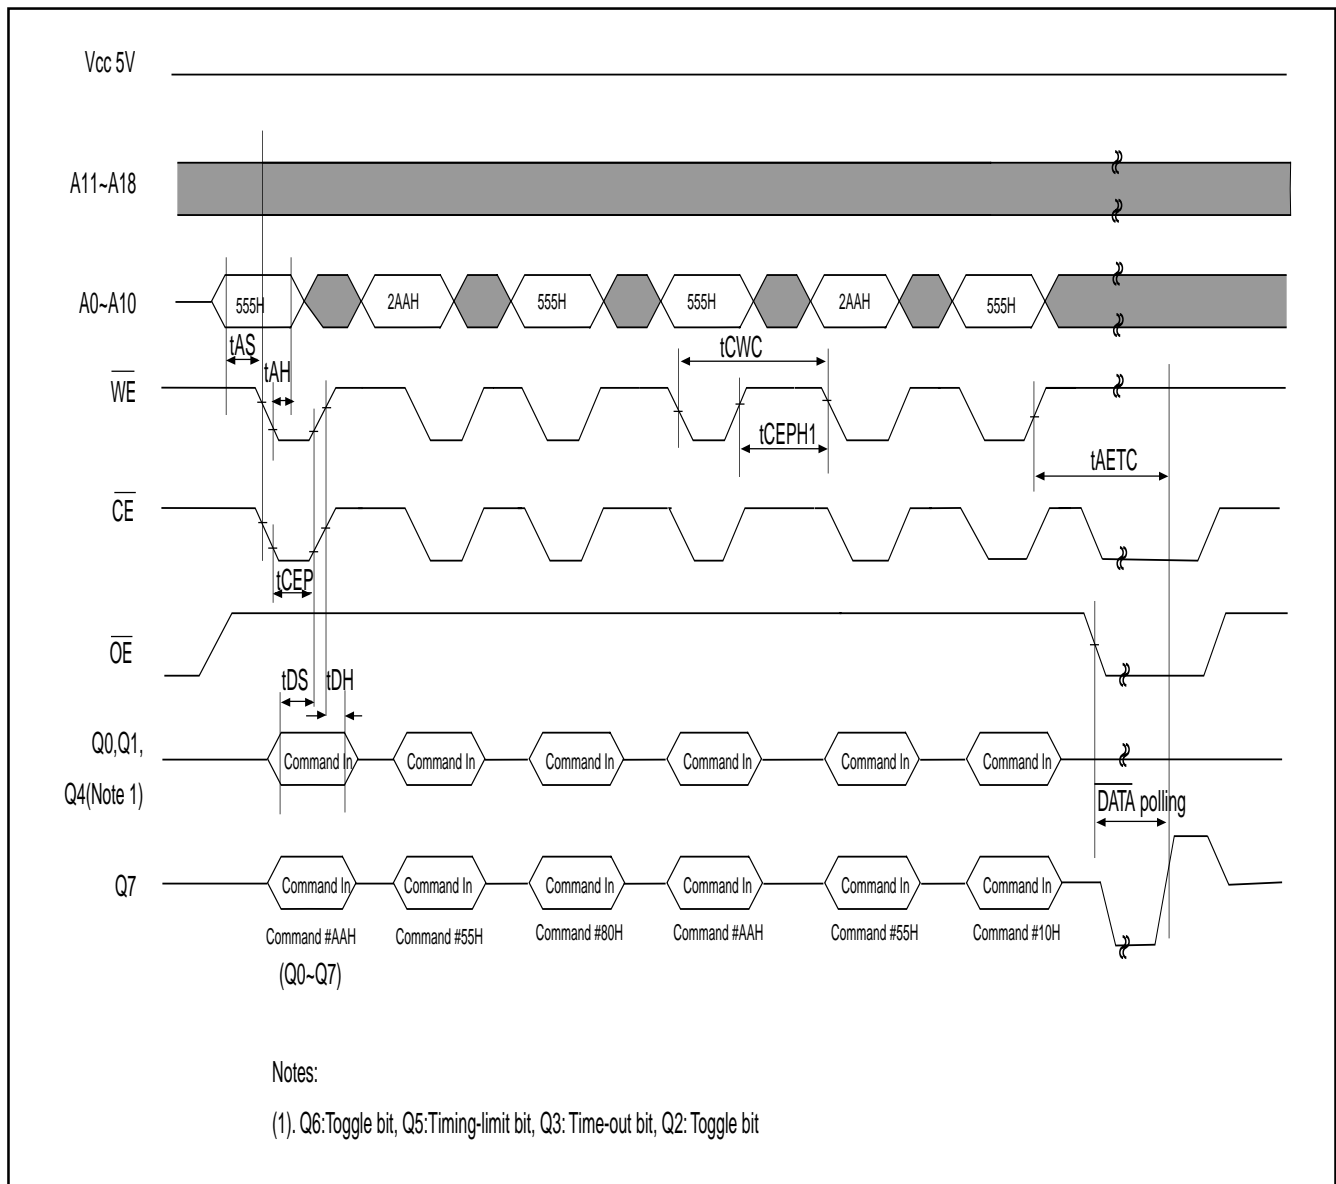 Vcc 5V
A11~A18
A0~A10
555H 2AAH 555H 555H 2AAH 555H
tAS
tAH
tCWC
WE
tCEPH1
tAETC
CE
tCEP
OE
tDS tDH
Q0,Q1,
Q4(Note 1)
Command In Command In Command In Command In Command In Command In
DATA polling
Q7
Command In Command In Command In Command In Command In Command In
Command #AAH Command #55H Command #80H Command #AAH Command #55H Command #10H
(Q0~Q7)
Notes:
(1). Q6:Toggle bit, Q5:Timing-limit bit, Q3: Time-out bit, Q2: Toggle bit